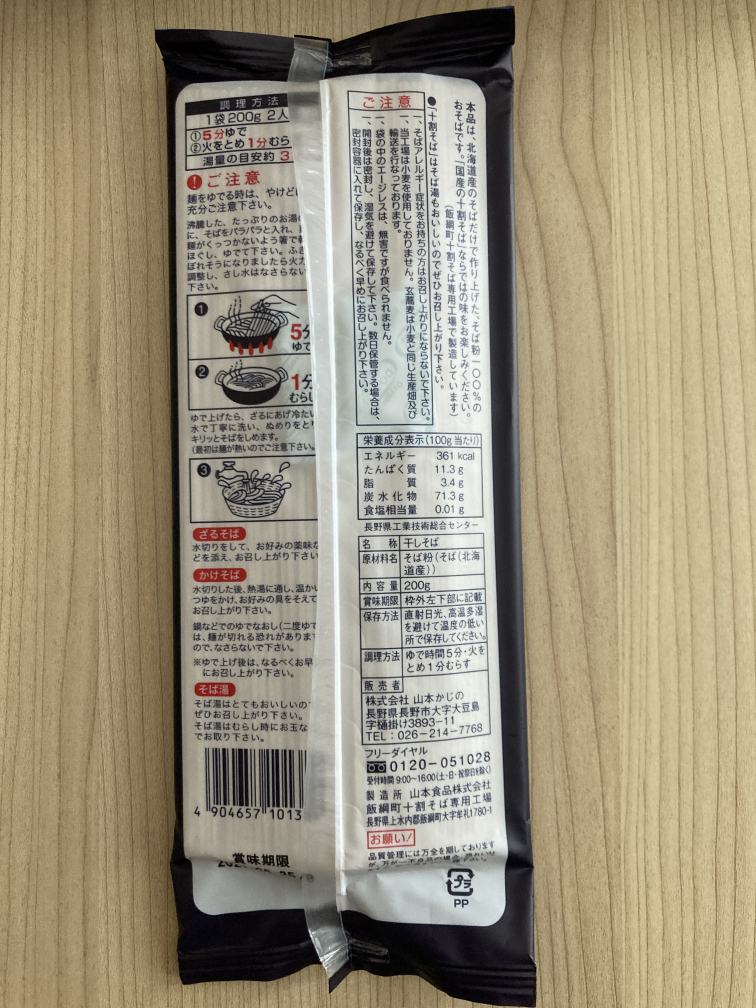 調理方法
1袋200g 2人
①5分ゆで
②火をとめ1分むら
湯量の目安約 3
! ご注意
麺をゆでる時は、やけどに
充分ご注意下さい。
沸騰した、たっぷりのお湯
に、そばをパラパラと入れ、
麺がくっつかないよう箸で
ほぐし、ゆでて下さい。ふき
ぼれそうになりましたら火力
調整し、さし水はなさらない
下さい。
1
5分
ゆで
2
1分
むらし
ゆで上げたら、ざるにあげ冷たい
水で丁寧に洗い、ぬめりをとり
キリッとそばをしめます。
(最初は麺が熱いのでご注意下さい。
3
ざるそば
水切りをして、お好みの薬味な
どを添え、お召し上がり下さい
かけそば
水切りした後、熱湯に通し、温かい
つゆをかけ、お好みの具をそえて
お召し上がり下さい。
鍋などでのゆでなおし(二度ゆで
は、麺が切れる恐れがあります
ので、なさらないで下さい。
※ゆで上げ後は、なるべくお早
にお召し上がり下さい。
そば湯
そば湯はとてもおいしいので
ぜひお召し上がり下さい。
そば湯はむらし時にお玉な
でお取り下さい。
4 904657 1013
賞味期限
本品は、北海道産のそばだけで作り上げた、そば粉一〇〇%の
おそばです。「国産の十割そば」ならではの味をお楽しみください。
(飯綱町十割そば専用工場で製造しています)
●「十割そば」はそば湯もおいしいのでぜひお召し上がり下さい。
ご注意
一、そばアレルギー症状をお持ちの方はお召し上がりにならないで下さい。
一、当工場は小麦を使用しておりません。玄蕎麦は小麦と同じ生産畑及び
輸送を行なっております。
一、袋の中のエージレスは、無害ですが食べられません。
一、開封後は密封し、湿気を避けて保存して下さい。数日保管する場合は、
密封容器に入れて保存し、なるべく早めにお召し上がり下さい。
栄養成分表示(100g当たり)
エネルギー 361 kcal
たんぱく質 11.3 g
脂質 3.4 g
炭水化物 71.3 g
食塩相当量 0.01 g
長野県工業技術総合センター
名称 干しそば
原材料名 そば粉(そば(北海
道産))
内容量 200g
賞味期限 枠外左下部に記載
保存方法 直射日光、高温多湿
を避けて温度の低い
所で保存してください。
調理方法 ゆで時間5分・火を
とめ1分むらす
販売者
株式会社 山本かじの
長野県長野市大字大豆島
字樋掛け3893-11
TEL:026-214-7768
フリーダイヤル
0120-051028
受付時間 9:00~16:00(土・日・祝祭日を除く)
製造所 山本食品株式会社
飯綱町十割そば専用工場
長野県上水内郡飯綱町大字牟礼1780-1
お願い!
品質管理には万全を期しております
が、万が一不良品の場合
プラ
PP